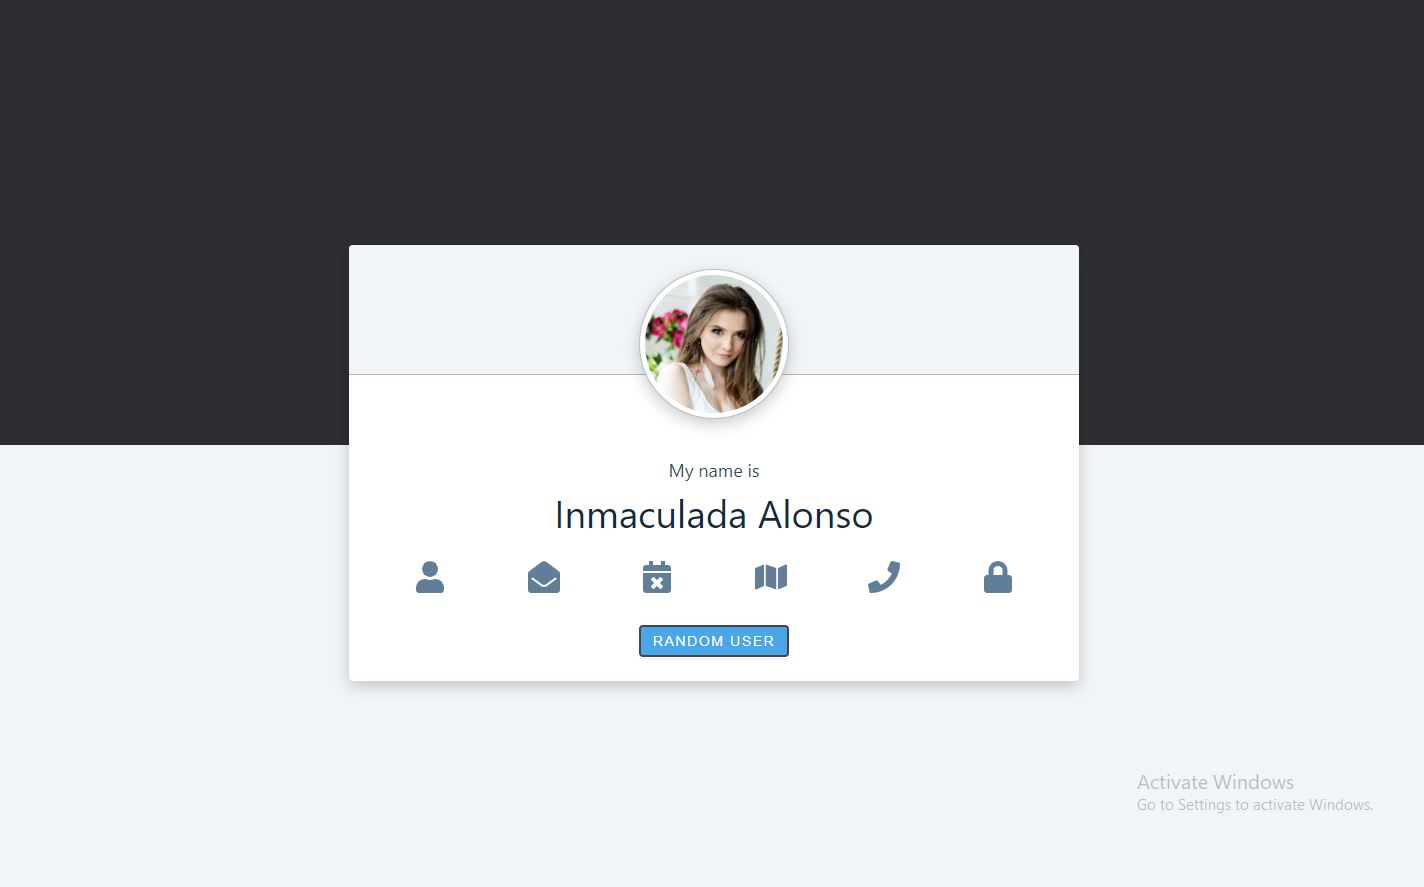 My name is
Inmaculada Alonso
RANDOM USER
Activate Windows
Go to Settings to activate Windows.